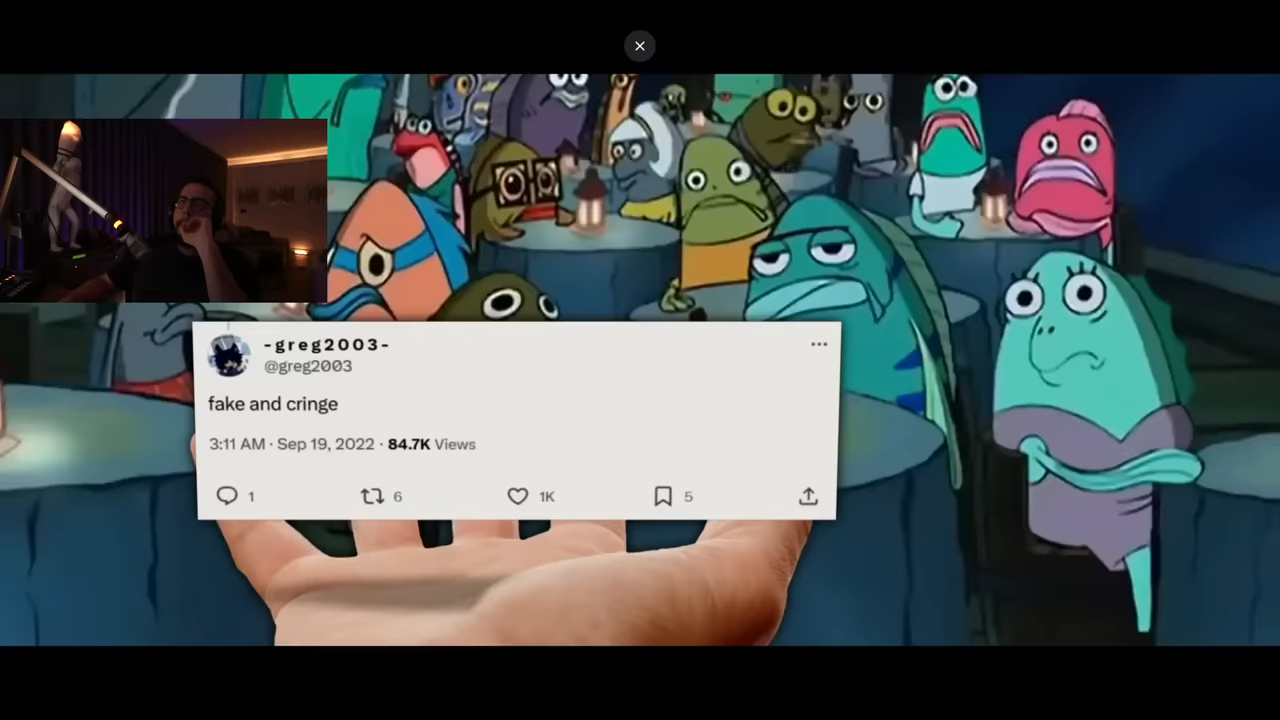 -greg2003-
@greg2003
fake and cringe
3:11 AM · Sep 19, 2022 · 84.7K Views
1 6 1K 5